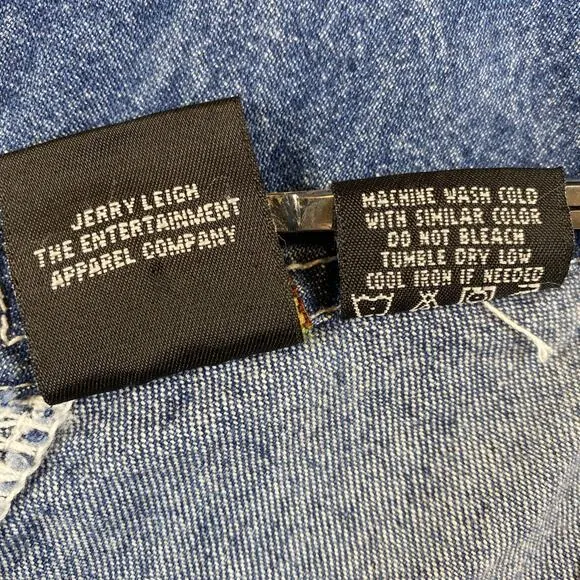 JERRY LEIGH
THE ENTERTAINMENT
APPAREL COMPANY
MACHINE WASH COLD
WITH SIMILAR COLOR
DO NOT BLEACH
TUMBLE DRY LOW
COOL IRON IF NEEDED